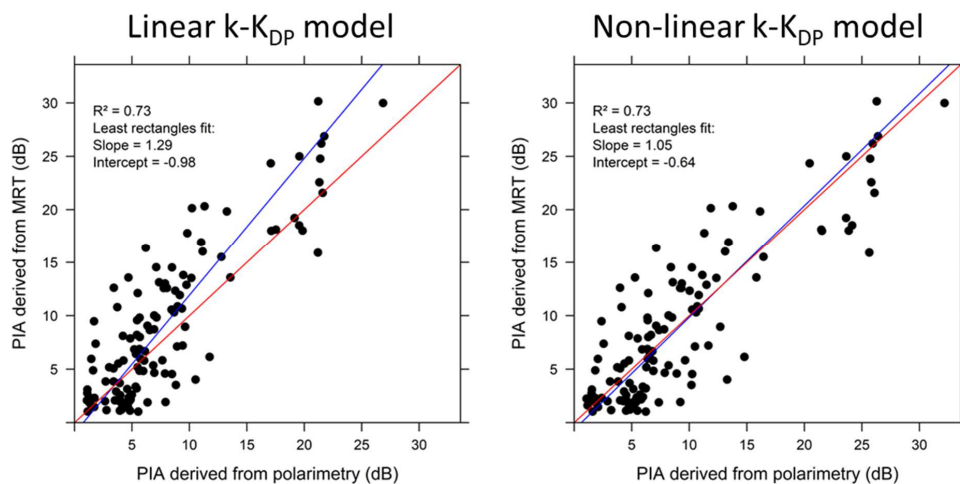 Linear k-K_DP model
R² = 0.73
Least rectangles fit:
Slope = 1.29
Intercept = -0.98
PIA derived from MRT (dB)
30
25
20
15
10
5
5 10 15 20 25 30
PIA derived from polarimetry (dB)
Non-linear k-K_DP model
R² = 0.73
Least rectangles fit:
Slope = 1.05
Intercept = -0.64
PIA derived from MRT (dB)
30
25
20
15
10
5
5 10 15 20 25 30
PIA derived from polarimetry (dB)